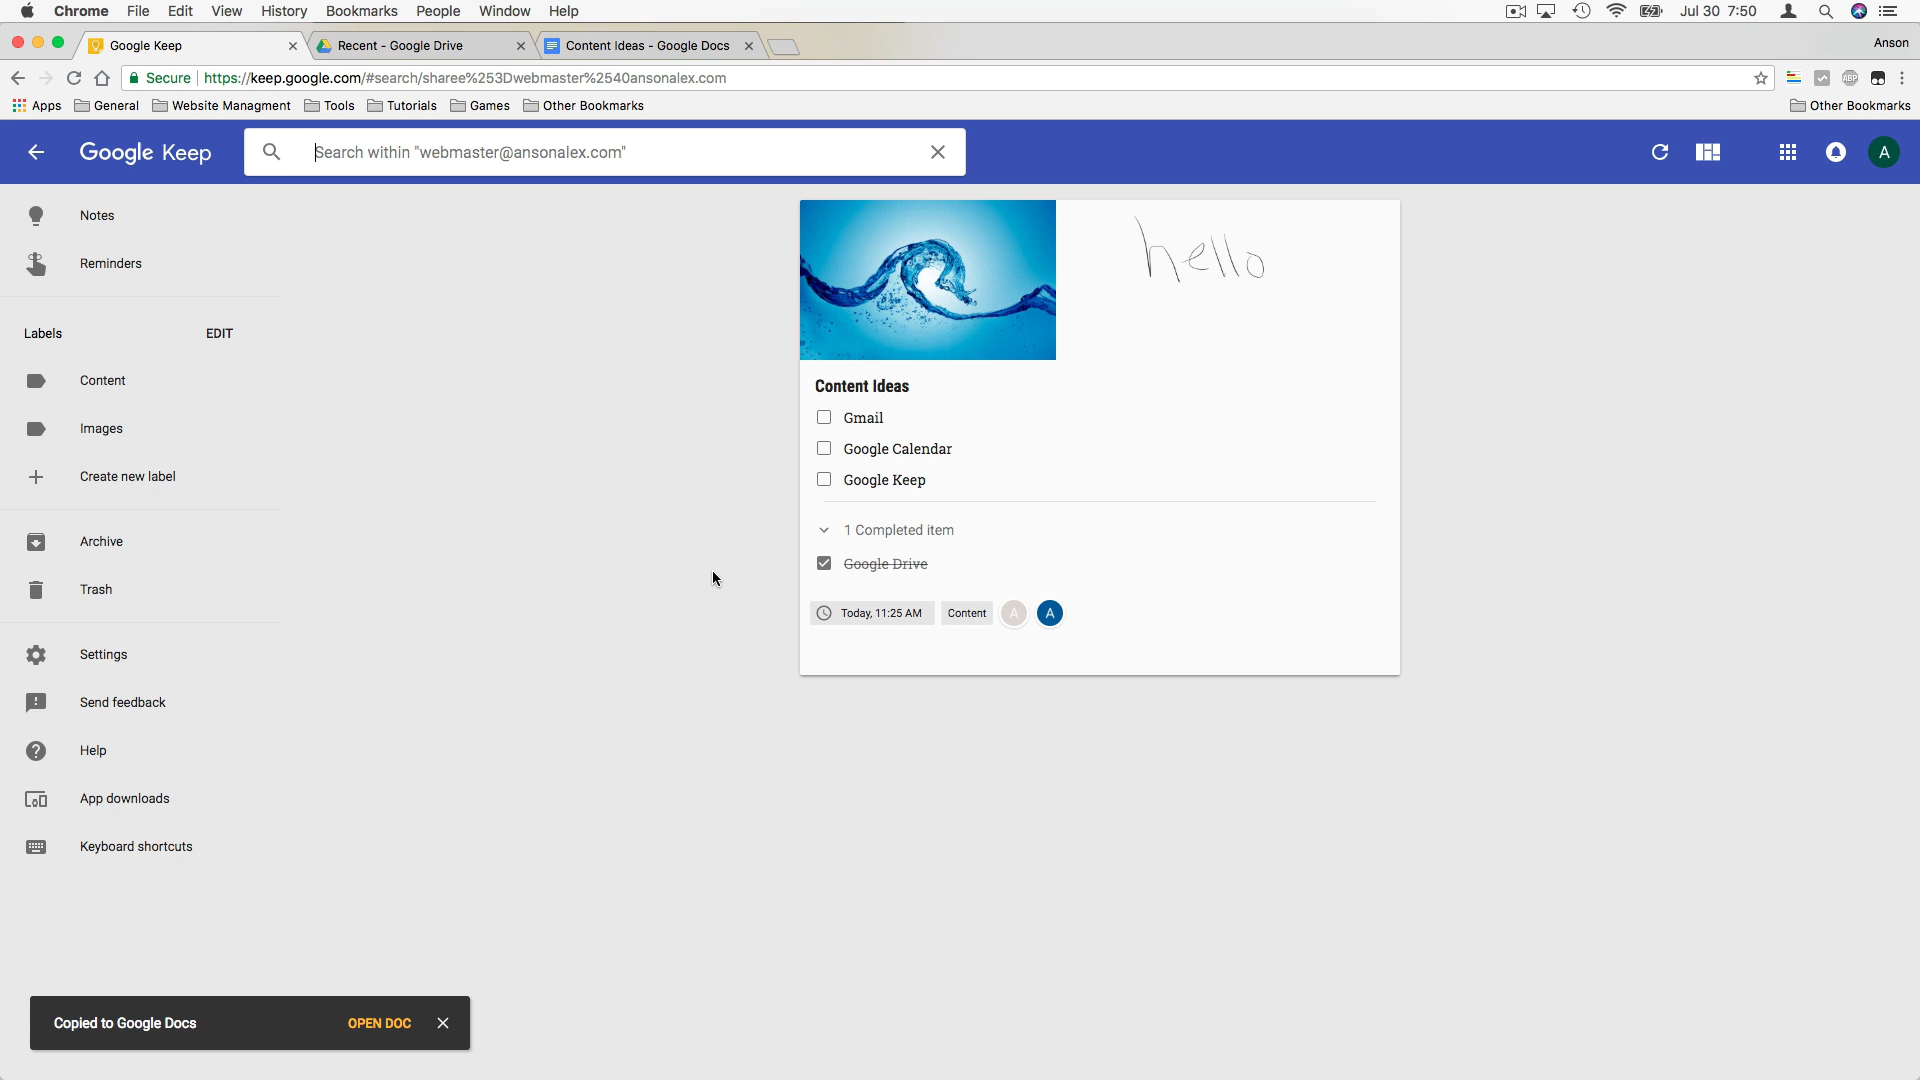 Chrome File Edit View History Bookmarks People Window Help Jul 30 7:50
Google Keep Recent - Google Drive Content Ideas - Google Docs Anson
Secure https://keep.google.com/#search/sharee%253Dwebmaster%2540ansonalex.com ABP
Apps General Website Managment Tools Tutorials Games Other Bookmarks Other Bookmarks
Google Keep Search within "webmaster@ansonalex.com" A
Notes
Reminders
Labels EDIT
Content
Images
Create new label
Archive
Trash
Settings
Send feedback
Help
App downloads
Keyboard shortcuts
hello
Content Ideas
Gmail
Google Calendar
Google Keep
1 Completed item
Google Drive
Today, 11:25 AM Content A A
Copied to Google Docs OPEN DOC